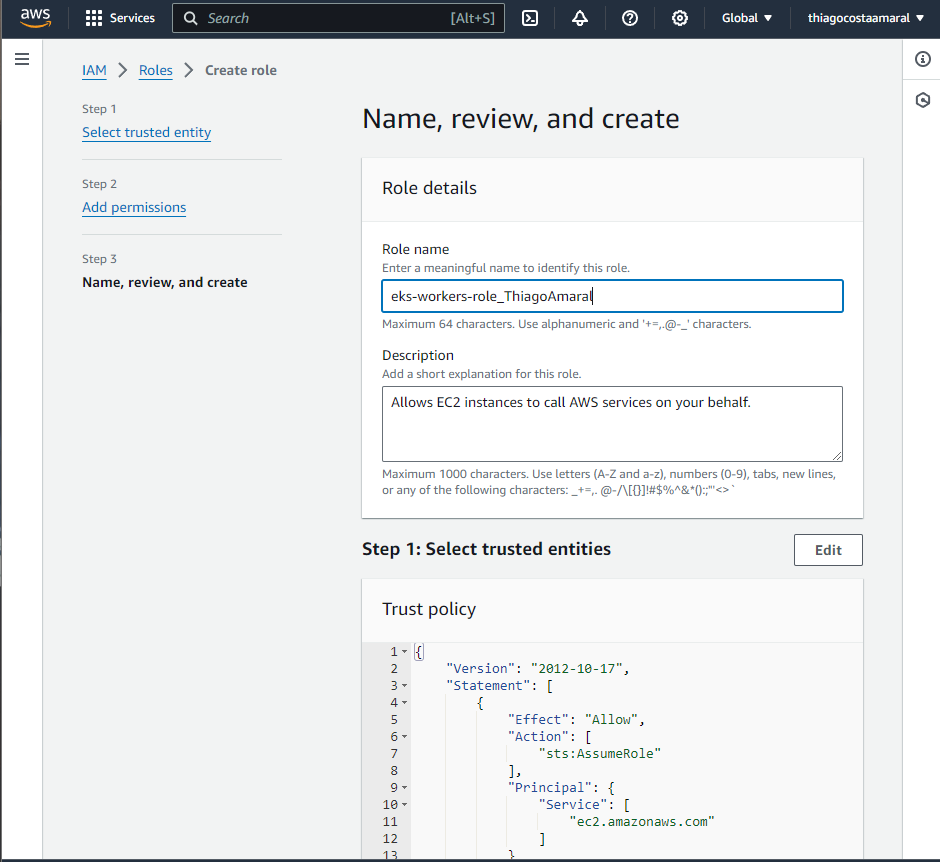 aws
Services
Search
[Alt+S]
Global
thiagocostaamaral
IAM
Roles
Create role
Step 1
Select trusted entity
Step 2
Add permissions
Step 3
Name, review, and create
Name, review, and create
Role details
Role name
Enter a meaningful name to identify this role.
eks-workers-role_ThiagoAmaral
Maximum 64 characters. Use alphanumeric and '+=,.@-_' characters.
Description
Add a short explanation for this role.
Allows EC2 instances to call AWS services on your behalf.
Maximum 1000 characters. Use letters (A-Z and a-z), numbers (0-9), tabs, new lines,
or any of the following characters: _+=,. @-/\[{}]!#$%^&*():;"'<>`
Step 1: Select trusted entities
Edit
Trust policy
1 {
2 "Version": "2012-10-17",
3 "Statement": [
4 {
5 "Effect": "Allow",
6 "Action": [
7 "sts:AssumeRole"
8 ],
9 "Principal": {
10 "Service": [
11 "ec2.amazonaws.com"
12 ]
13 }